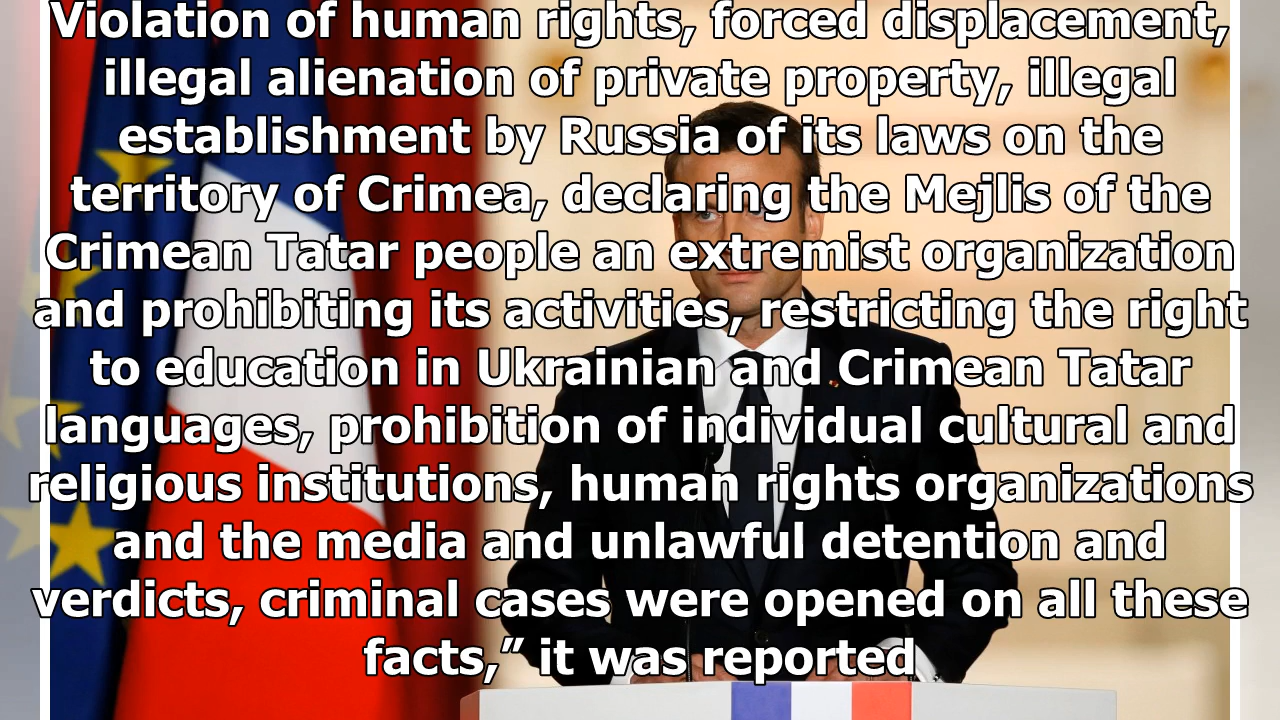 Violation of human rights, forced displacement,
illegal alienation of private property, illegal
establishment by Russia of its laws on the
territory of Crimea, declaring the Mejlis of the
Crimean Tatar people an extremist organization
and prohibiting its activities, restricting the right
to education in Ukrainian and Crimean Tatar
languages, prohibition of individual cultural and
religious institutions, human rights organizations
and the media and unlawful detention and
verdicts, criminal cases were opened on all these
facts,” it was reported